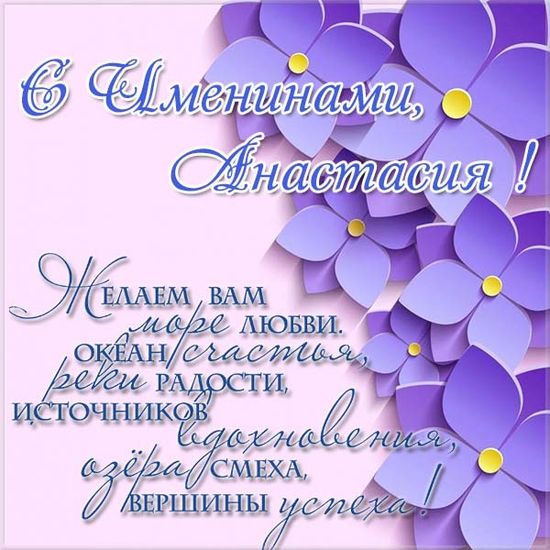 С Именинами,
Анастасия !
Желаем вам
море любви.
океан счастья,
реки радости,
источников
вдохновения,
озёра смеха,
вершины успеха!